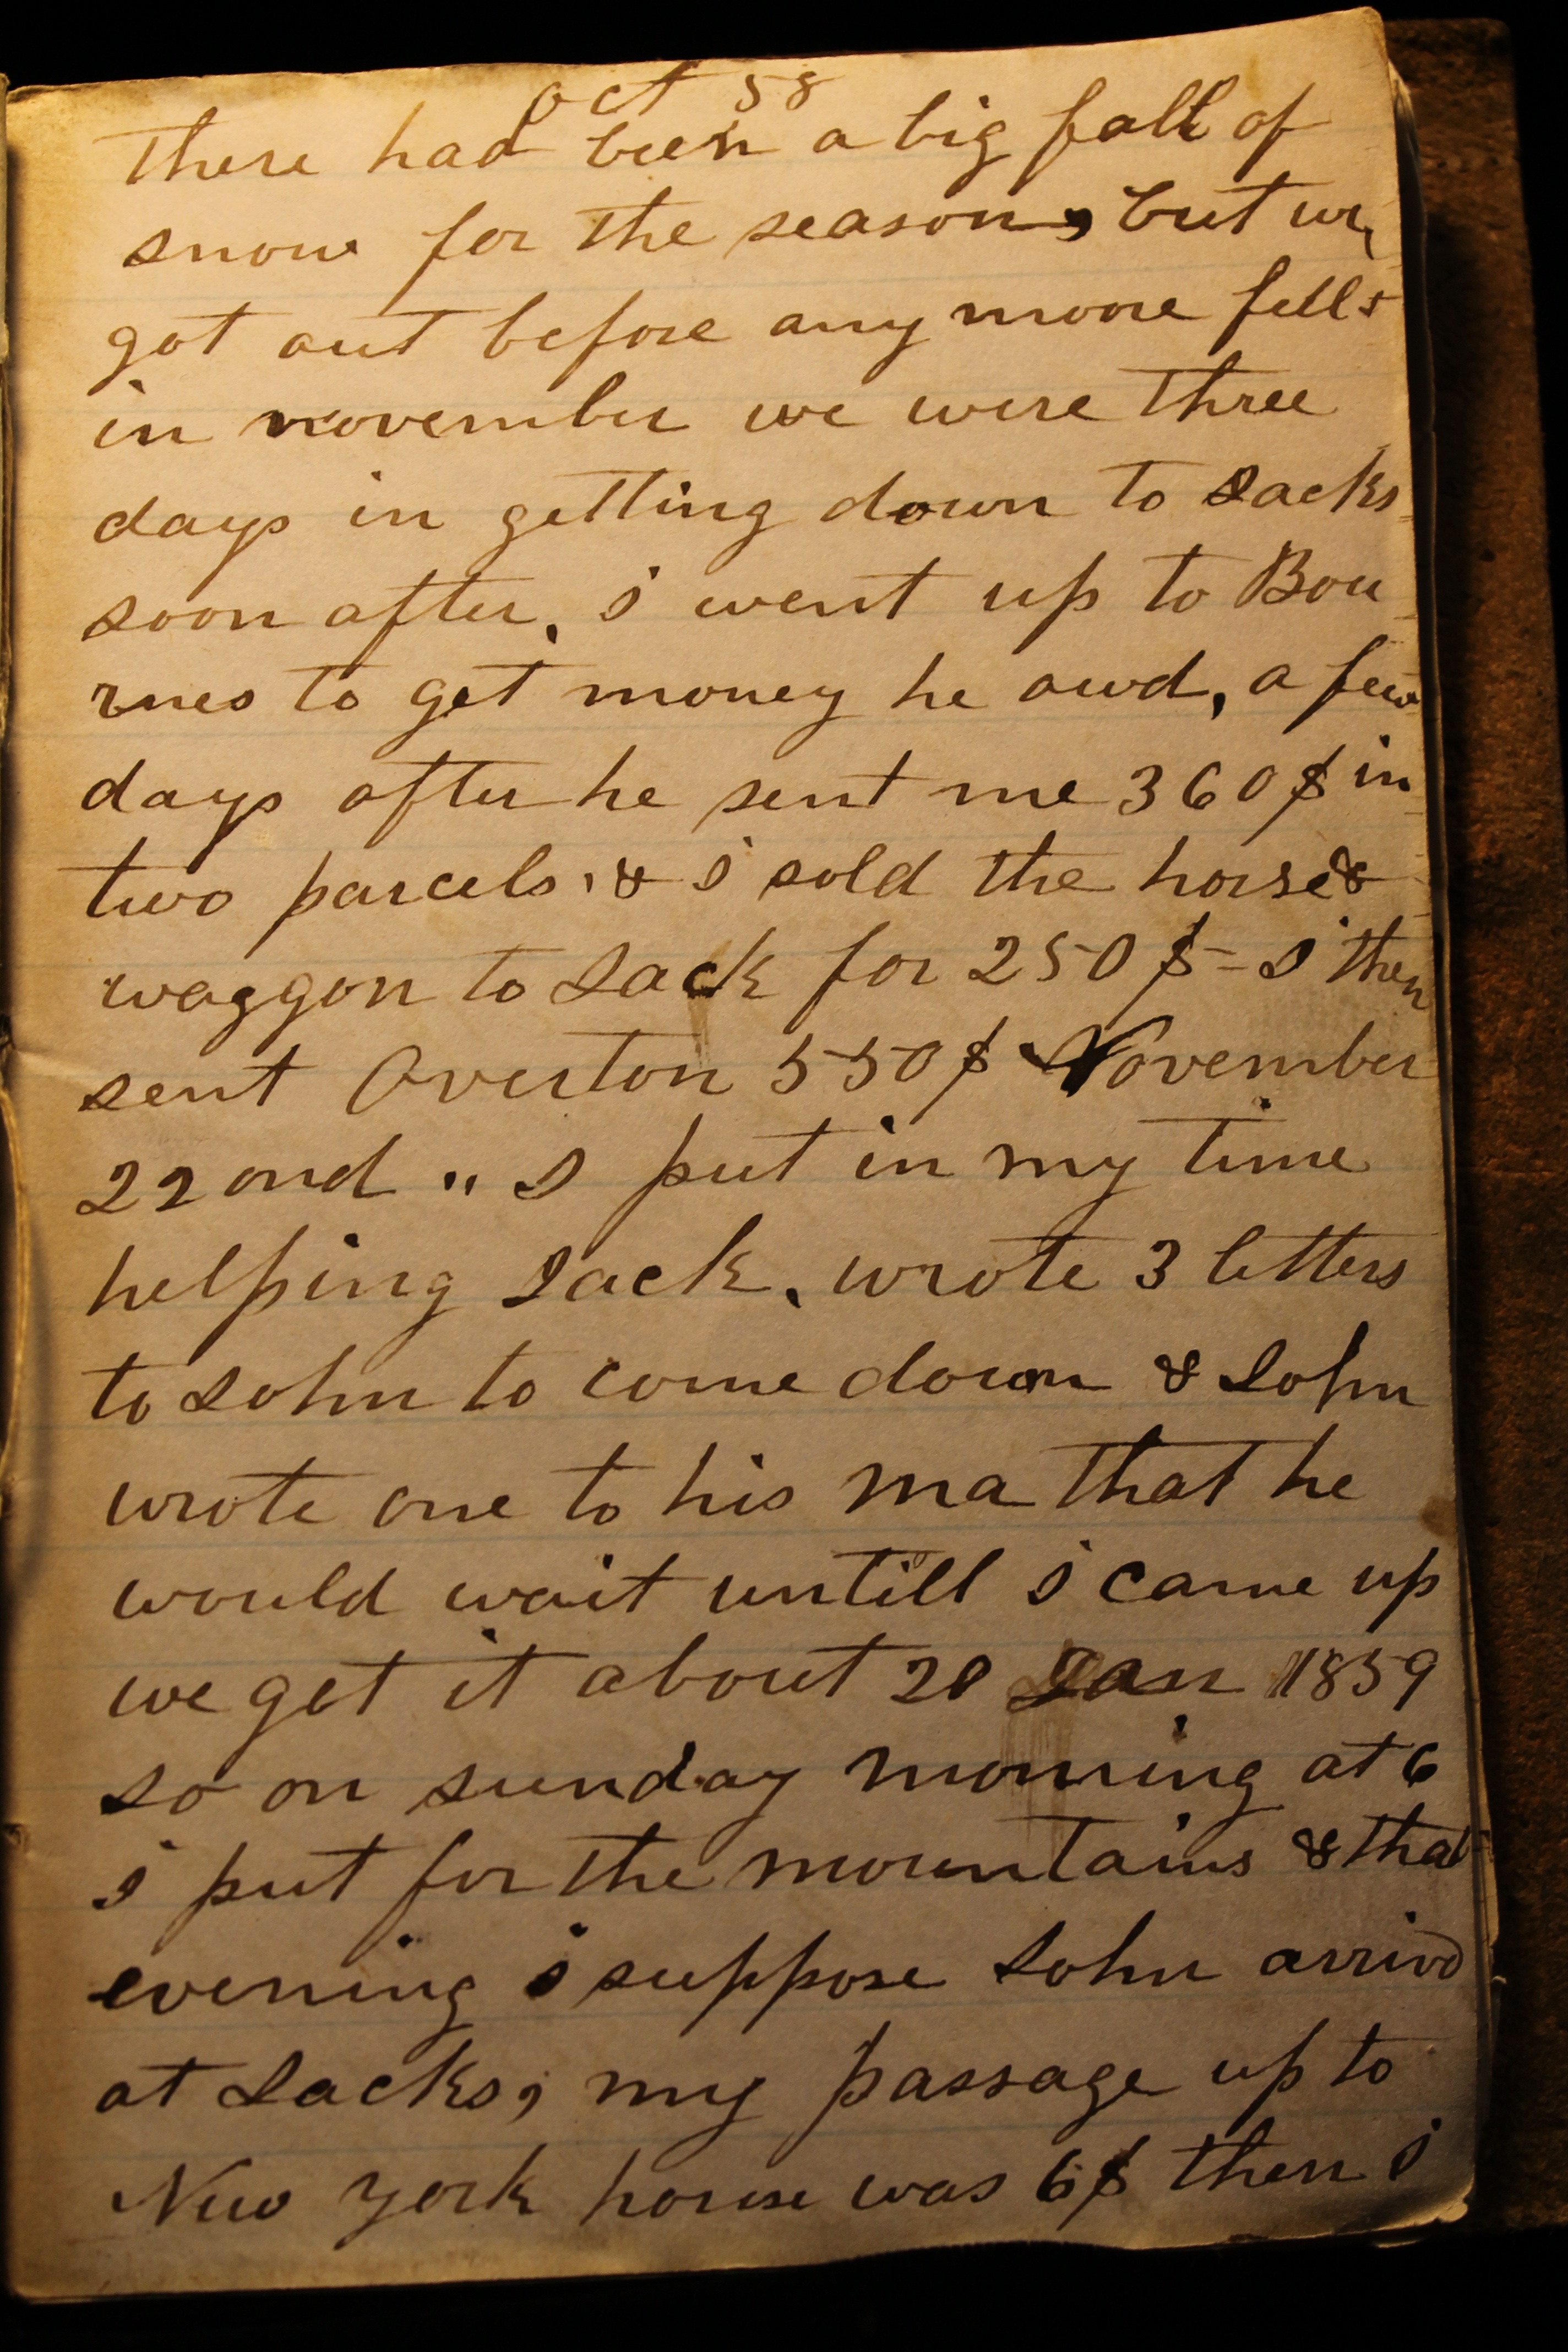 Oct 58
there had been a big fall of
snow for the season, but we
got out before any more fell
in november we were three
days in getting down to Jacks
soon after, i went up to Bou
rnes to get money he owd, a few
days after he sent me 360$ in
two parcels, & i sold the horse &
waggon to Jack for 250$ - i then
sent Overton 550$ November
22ond " I put in my time
helping Jack. wrote 3 letters
to John to come down & John
wrote one to his ma that he
would wait untill i came up
we got it about 20 Jan 1859
so on sunday morning at 6
i put for the mountains & that
evening i suppose John arrivd
at Jacks, my passage up to
New York house was 6$ then i